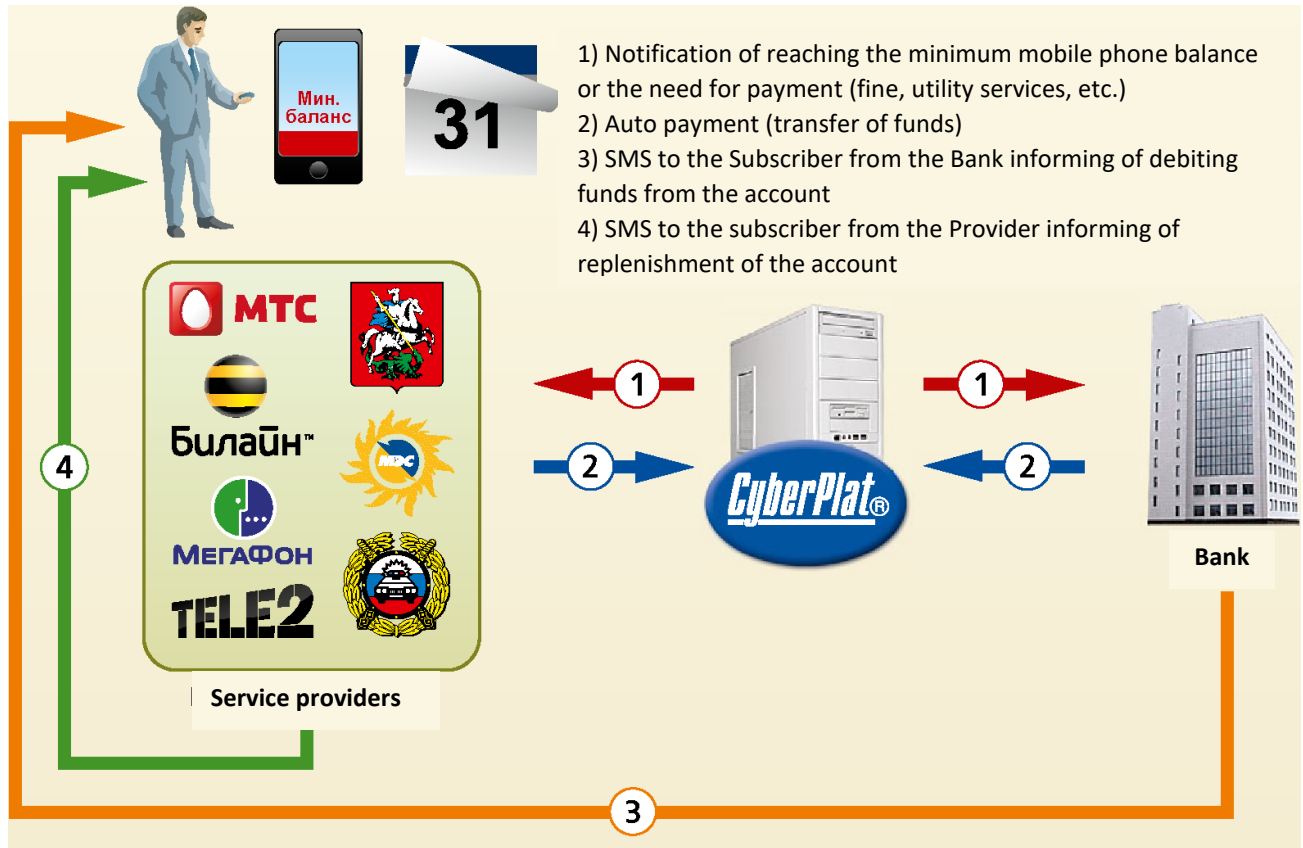 1) Notification of reaching the minimum mobile phone balance
or the need for payment (fine, utility services, etc.)
2) Auto payment (transfer of funds)
3) SMS to the Subscriber from the Bank informing of debiting
funds from the account
4) SMS to the subscriber from the Provider informing of
replenishment of the account
Мин.
баланс
31
МТС
Билайн™
МЭС
МЕГАФОН
TELE2
Service providers
1
2
CyberPlat®
1
2
Bank
4
3